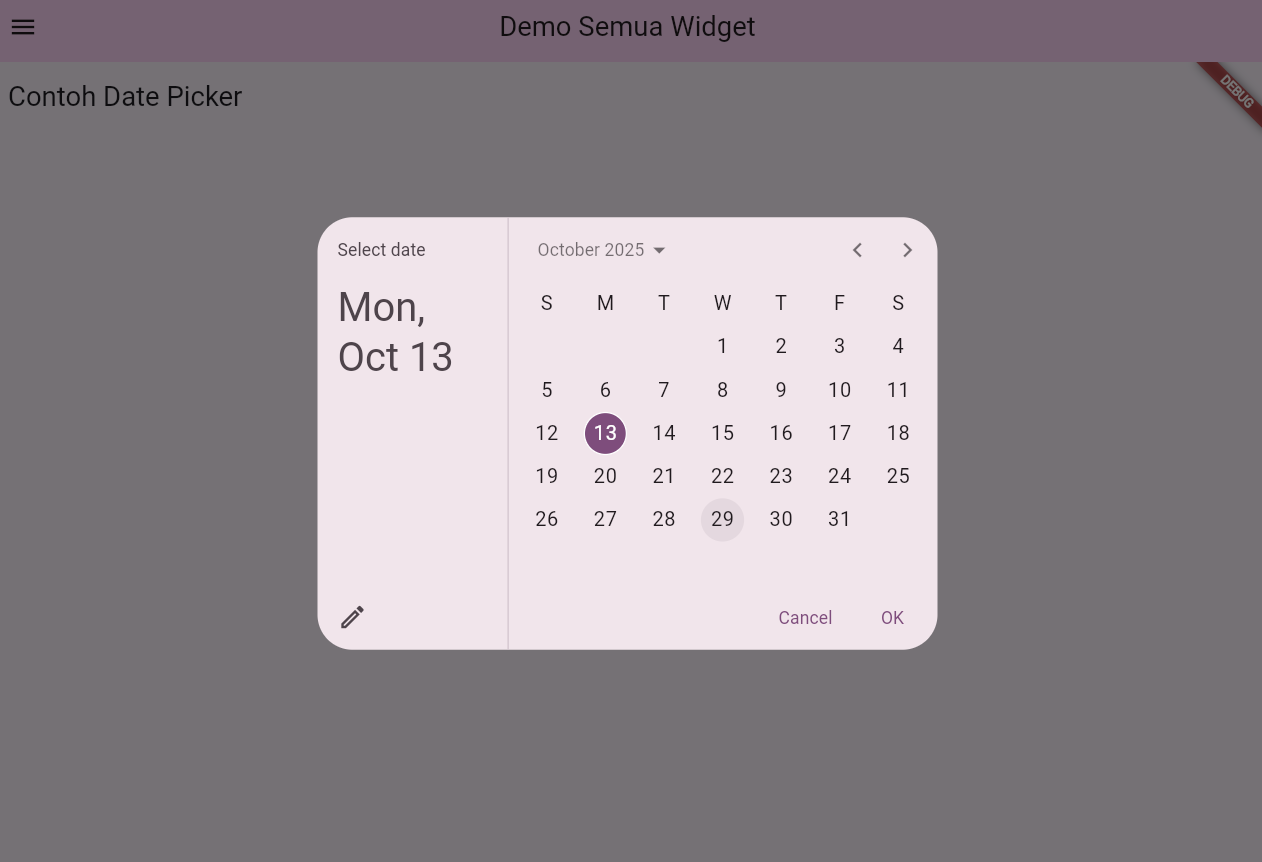 Demo Semua Widget
Contoh Date Picker
DEBUG
Select date
Mon,
Oct 13
October 2025
S M T W T F S
1 2 3 4
5 6 7 8 9 10 11
12 13 14 15 16 17 18
19 20 21 22 23 24 25
26 27 28 29 30 31
Cancel OK